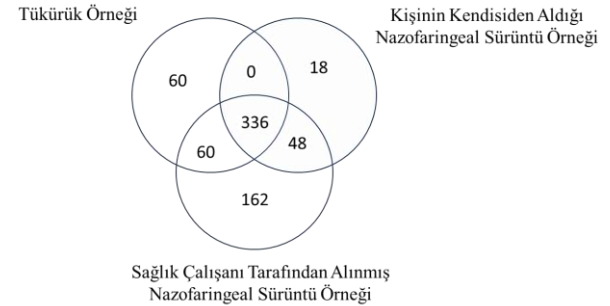 Tükürük Örneği
Kişinin Kendisiden Aldığı
Nazofaringeal Sürüntü Örneği
60
0
18
336
60
48
162
Sağlık Çalışanı Tarafından Alınmış
Nazofaringeal Sürüntü Örneği